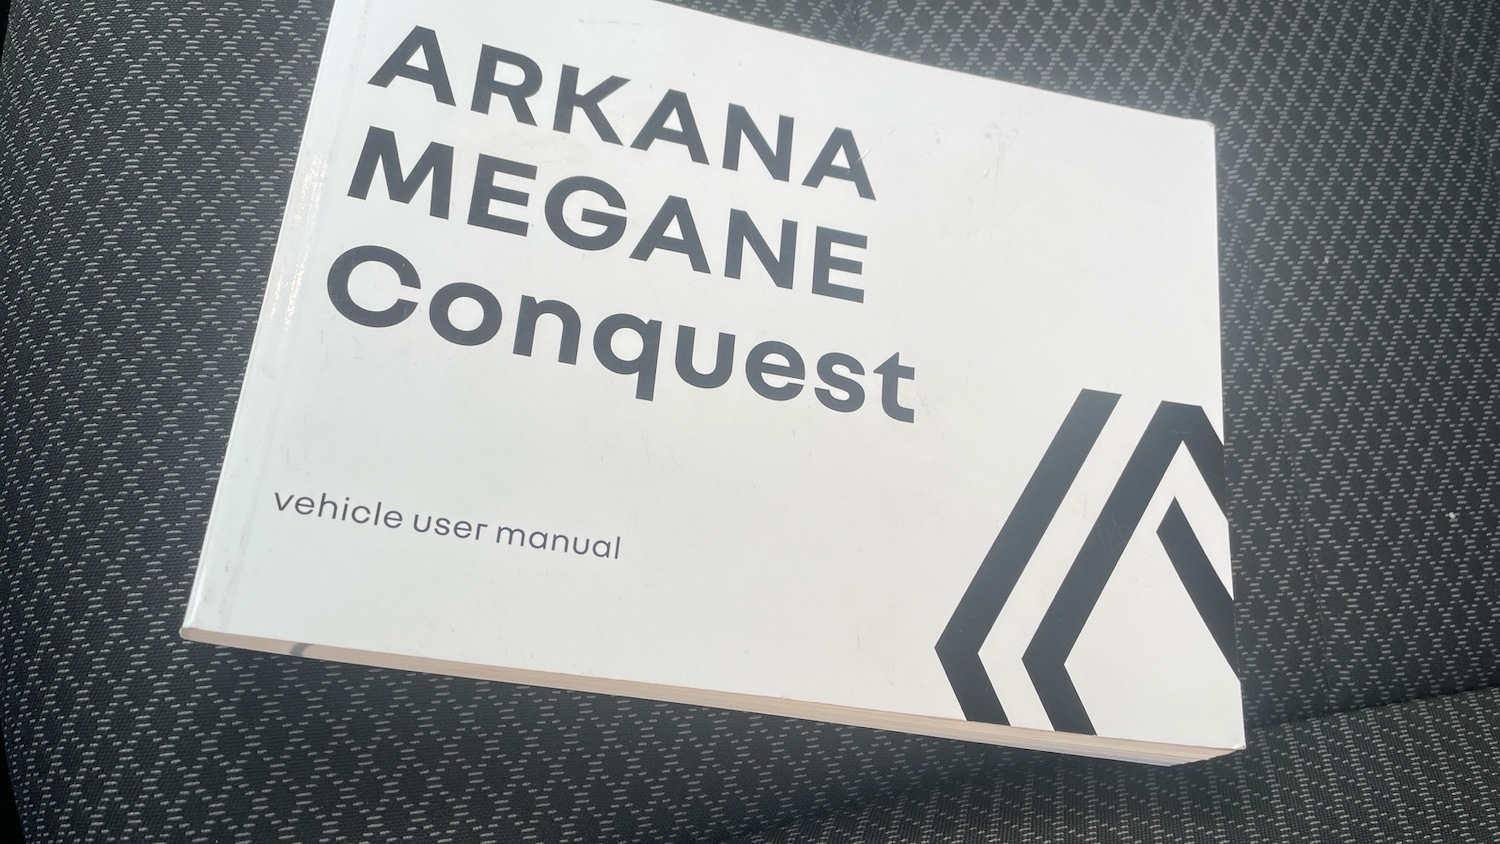 ARKANA
MEGANE
Conquest
vehicle user manual